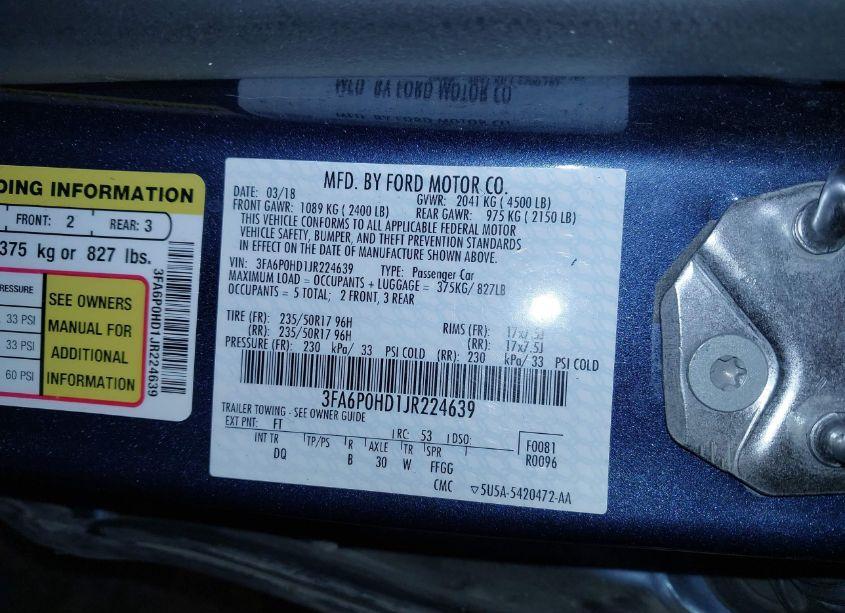 DING INFORMATION
FRONT: 2 REAR: 3
375 kg or 827 lbs.
RESSURE
33 PSI
33 PSI
60 PSI
SEE OWNERS
MANUAL FOR
ADDITIONAL
INFORMATION
3FA6P0HD1JR224639
MFD. BY FORD MOTOR CO.
DATE: 03/18 GVWR: 2041 KG ( 4500 LB)
FRONT GAWR: 1089 KG ( 2400 LB) REAR GAWR: 975 KG ( 2150 LB)
THIS VEHICLE CONFORMS TO ALL APPLICABLE FEDERAL MOTOR
VEHICLE SAFETY, BUMPER, AND THEFT PREVENTION STANDARDS
IN EFFECT ON THE DATE OF MANUFACTURE SHOWN ABOVE.
VIN: 3FA6P0HD1JR224639 TYPE: Passenger Car
MAXIMUM LOAD = OCCUPANTS + LUGGAGE = 375KG/ 827LB
OCCUPANTS = 5 TOTAL; 2 FRONT, 3 REAR
TIRE (FR): 235/50R17 96H RIMS (FR): 17x7.5J
(RR): 235/50R17 96H (RR): 17x7.5J
PRESSURE (FR): 230 kPa/ 33 PSI COLD (RR): 230 kPa/ 33 PSI COLD
3FA6P0HD1JR224639
TRAILER TOWING - SEE OWNER GUIDE
EXT PNT: FT RC: 53 DSO: F0081
INT TR TP/PS R AXLE TR SPR R0096
DQ B 30 W FFGG
CMC ▽5U5A-5420472-AA